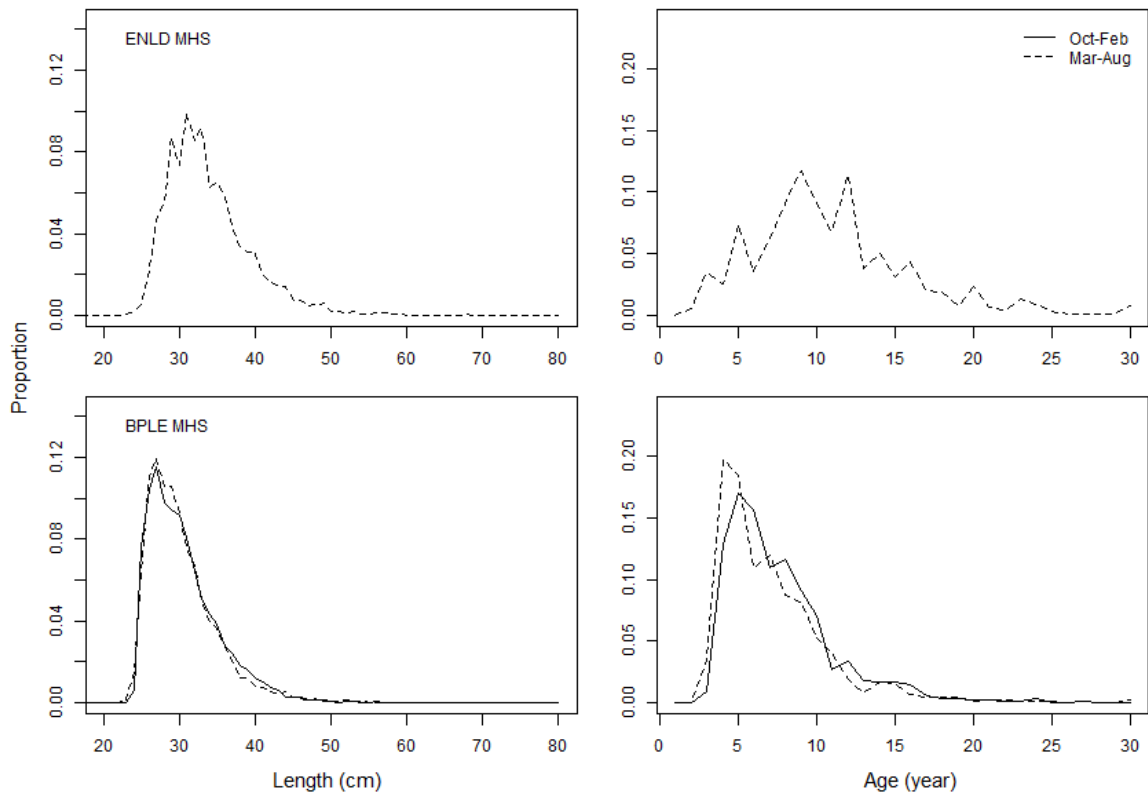 ENLD MHS
0.00 0.04 0.08 0.12
20 30 40 50 60 70 80
Oct-Feb
Mar-Aug
0.00 0.05 0.10 0.15 0.20
0 5 10 15 20 25 30
Proportion
BPLE MHS
0.00 0.04 0.08 0.12
20 30 40 50 60 70 80
Length (cm)
0.00 0.05 0.10 0.15 0.20
0 5 10 15 20 25 30
Age (year)